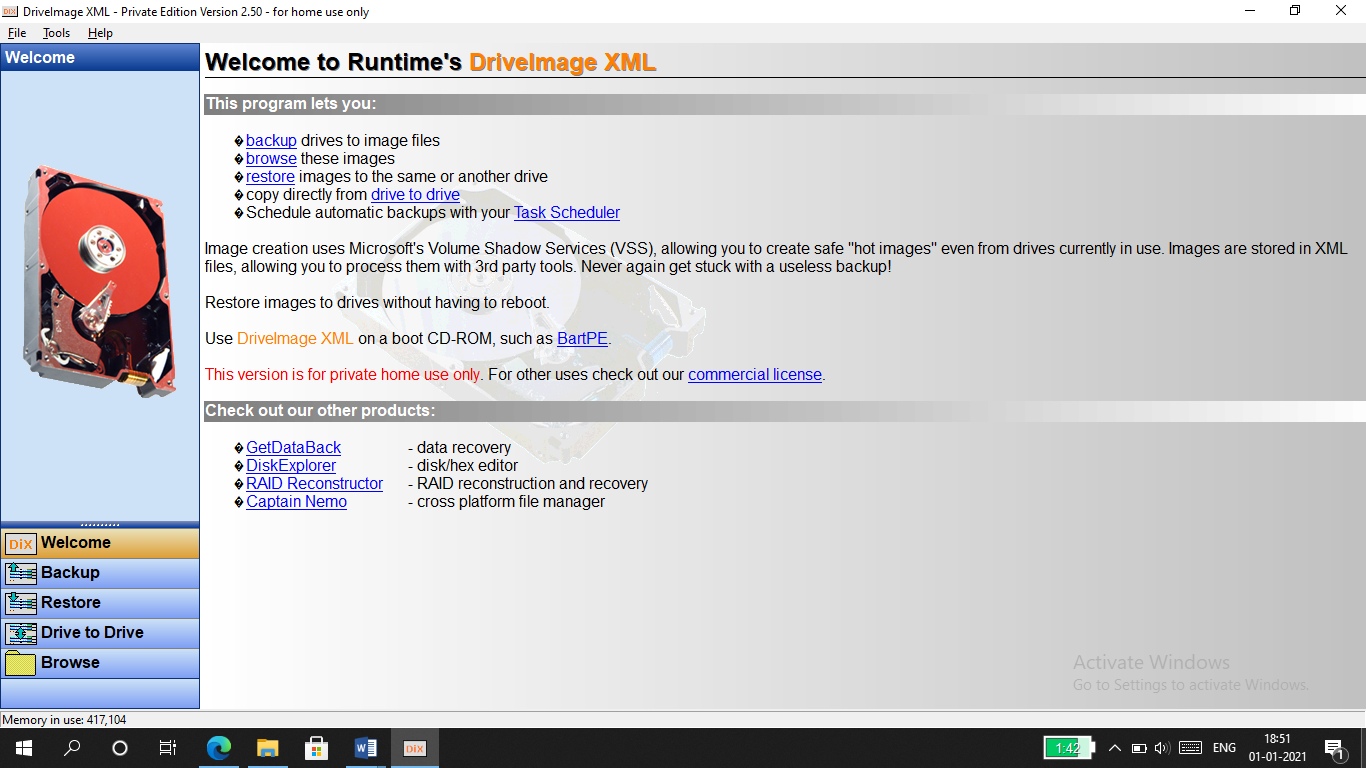 DiX DriveImage XML - Private Edition Version 2.50 - for home use only
File Tools Help
Welcome
Welcome to Runtime's DriveImage XML
This program lets you:
�backup drives to image files
�browse these images
�restore images to the same or another drive
�copy directly from drive to drive
�Schedule automatic backups with your Task Scheduler
Image creation uses Microsoft's Volume Shadow Services (VSS), allowing you to create safe "hot images" even from drives currently in use. Images are stored in XML
files, allowing you to process them with 3rd party tools. Never again get stuck with a useless backup!
Restore images to drives without having to reboot.
Use DriveImage XML on a boot CD-ROM, such as BartPE.
This version is for private home use only. For other uses check out our commercial license.
Check out our other products:
�GetDataBack - data recovery
�DiskExplorer - disk/hex editor
�RAID Reconstructor - RAID reconstruction and recovery
�Captain Nemo - cross platform file manager
DiX Welcome
Backup
Restore
Drive to Drive
Browse
Activate Windows
Go to Settings to activate Windows.
Memory in use: 417,104
W DiX 1:42 ENG 18:51
01-01-2021 1